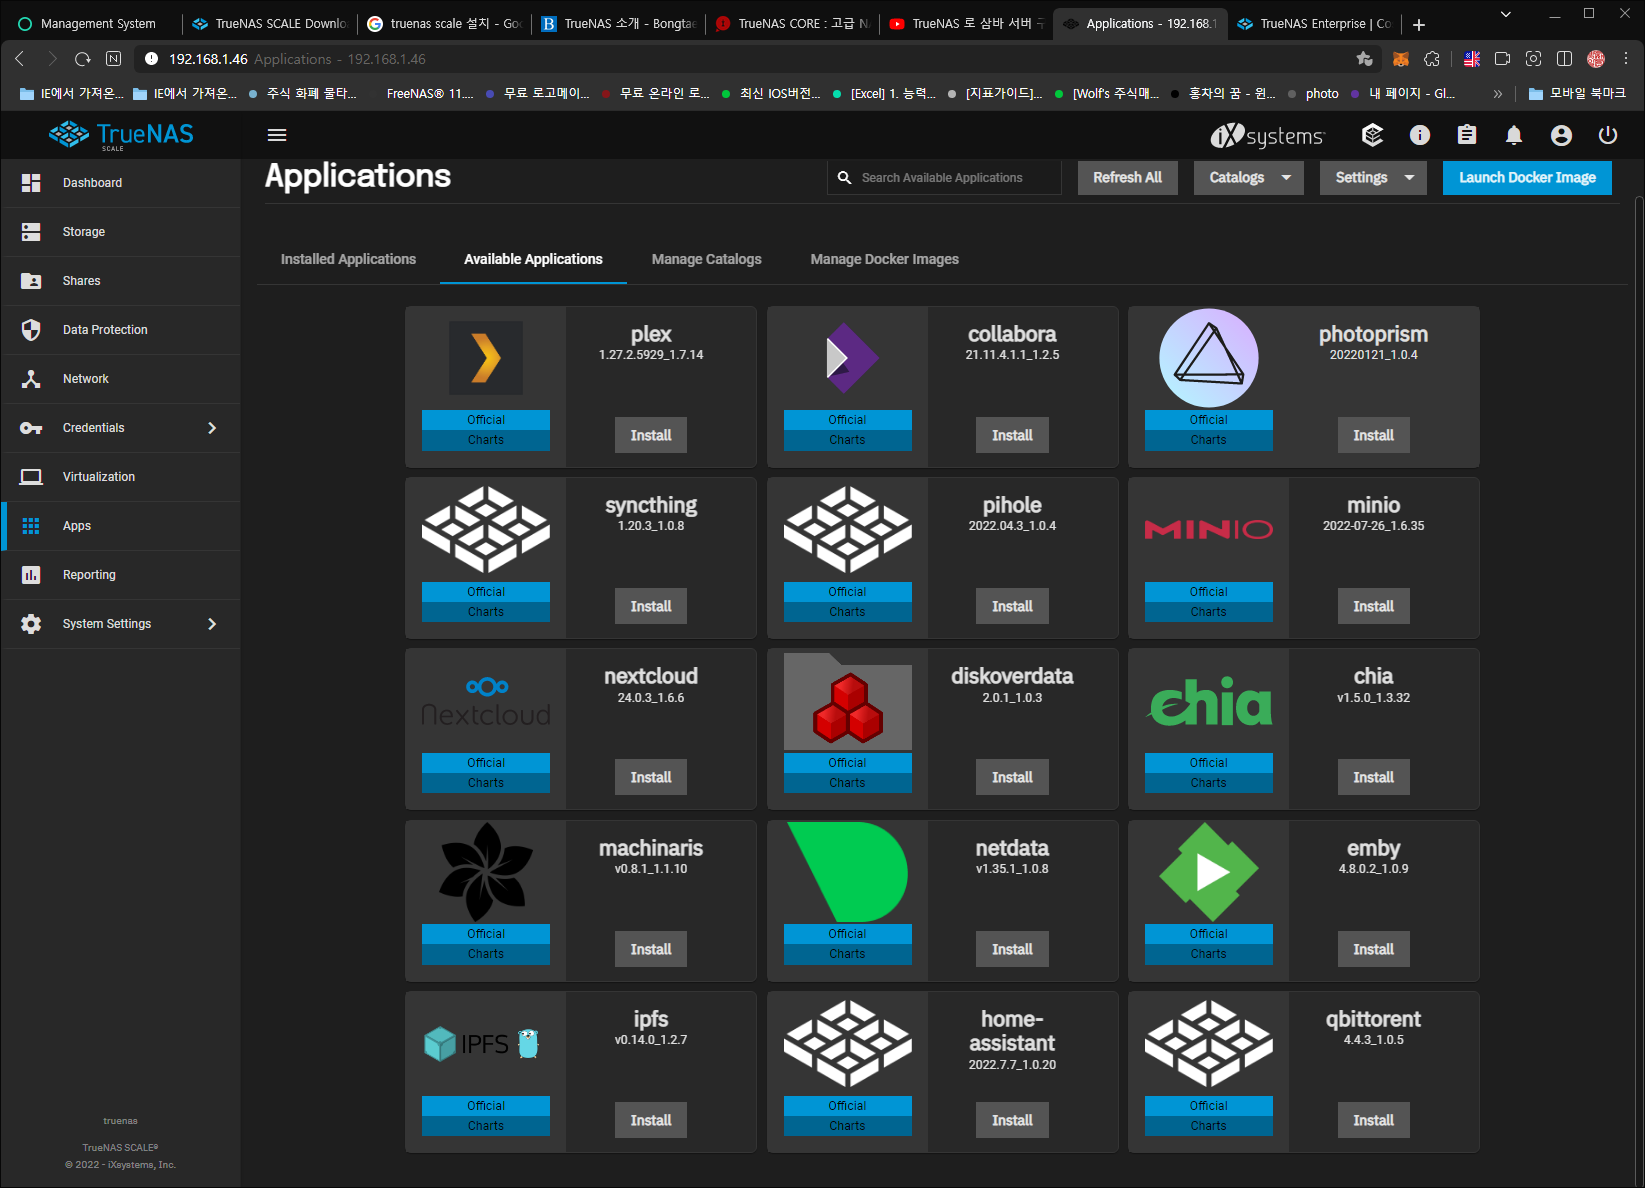 Management System
TrueNAS SCALE Downlo
truenas scale 설치 - Goo
TrueNAS 소개 - Bongtae
TrueNAS CORE : 고급 N
TrueNAS 로 삼바 서버 구
Applications - 192.168.1
TrueNAS Enterprise | Co
192.168.1.46 Applications - 192.168.1.46
IE에서 가져온...
IE에서 가져온...
주식 화폐 물타...
FreeNAS® 11....
무료 로고메이...
무료 온라인 로...
최신 IOS버전...
[Excel] 1. 능력...
[지표가이드]...
[Wolf's 주식매...
홍차의 꿈 - 윈...
photo
내 페이지 - Gl...
모바일 북마크
TrueNAS
SCALE
iXsystems
Dashboard
Storage
Shares
Data Protection
Network
Credentials
Virtualization
Apps
Reporting
System Settings
truenas
TrueNAS SCALE®
© 2022 - iXsystems, Inc.
Applications
Search Available Applications
Refresh All
Catalogs
Settings
Launch Docker Image
Installed Applications
Available Applications
Manage Catalogs
Manage Docker Images
plex
1.27.2.5929_1.7.14
Official
Charts
Install
collabora
21.11.4.1.1_1.2.5
Official
Charts
Install
photoprism
20220121_1.0.4
Official
Charts
Install
syncthing
1.20.3_1.0.8
Official
Charts
Install
pihole
2022.04.3_1.0.4
Official
Charts
Install
MINIO
minio
2022-07-26_1.6.35
Official
Charts
Install
Nextcloud
nextcloud
24.0.3_1.6.6
Official
Charts
Install
diskoverdata
2.0.1_1.0.3
Official
Charts
Install
chia
chia
v1.5.0_1.3.32
Official
Charts
Install
machinaris
v0.8.1_1.1.10
Official
Charts
Install
netdata
v1.35.1_1.0.8
Official
Charts
Install
emby
4.8.0.2_1.0.9
Official
Charts
Install
IPFS
ipfs
v0.14.0_1.2.7
Official
Charts
Install
home-
assistant
2022.7.7_1.0.20
Official
Charts
Install
qbittorent
4.4.3_1.0.5
Official
Charts
Install